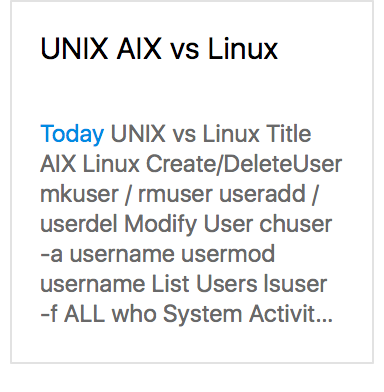 UNIX AIX vs Linux
Today UNIX vs Linux Title
AIX Linux Create/DeleteUser
mkuser / rmuser useradd /
userdel Modify User chuser
-a username usermod
username List Users lsuser
-f ALL who System Activit...